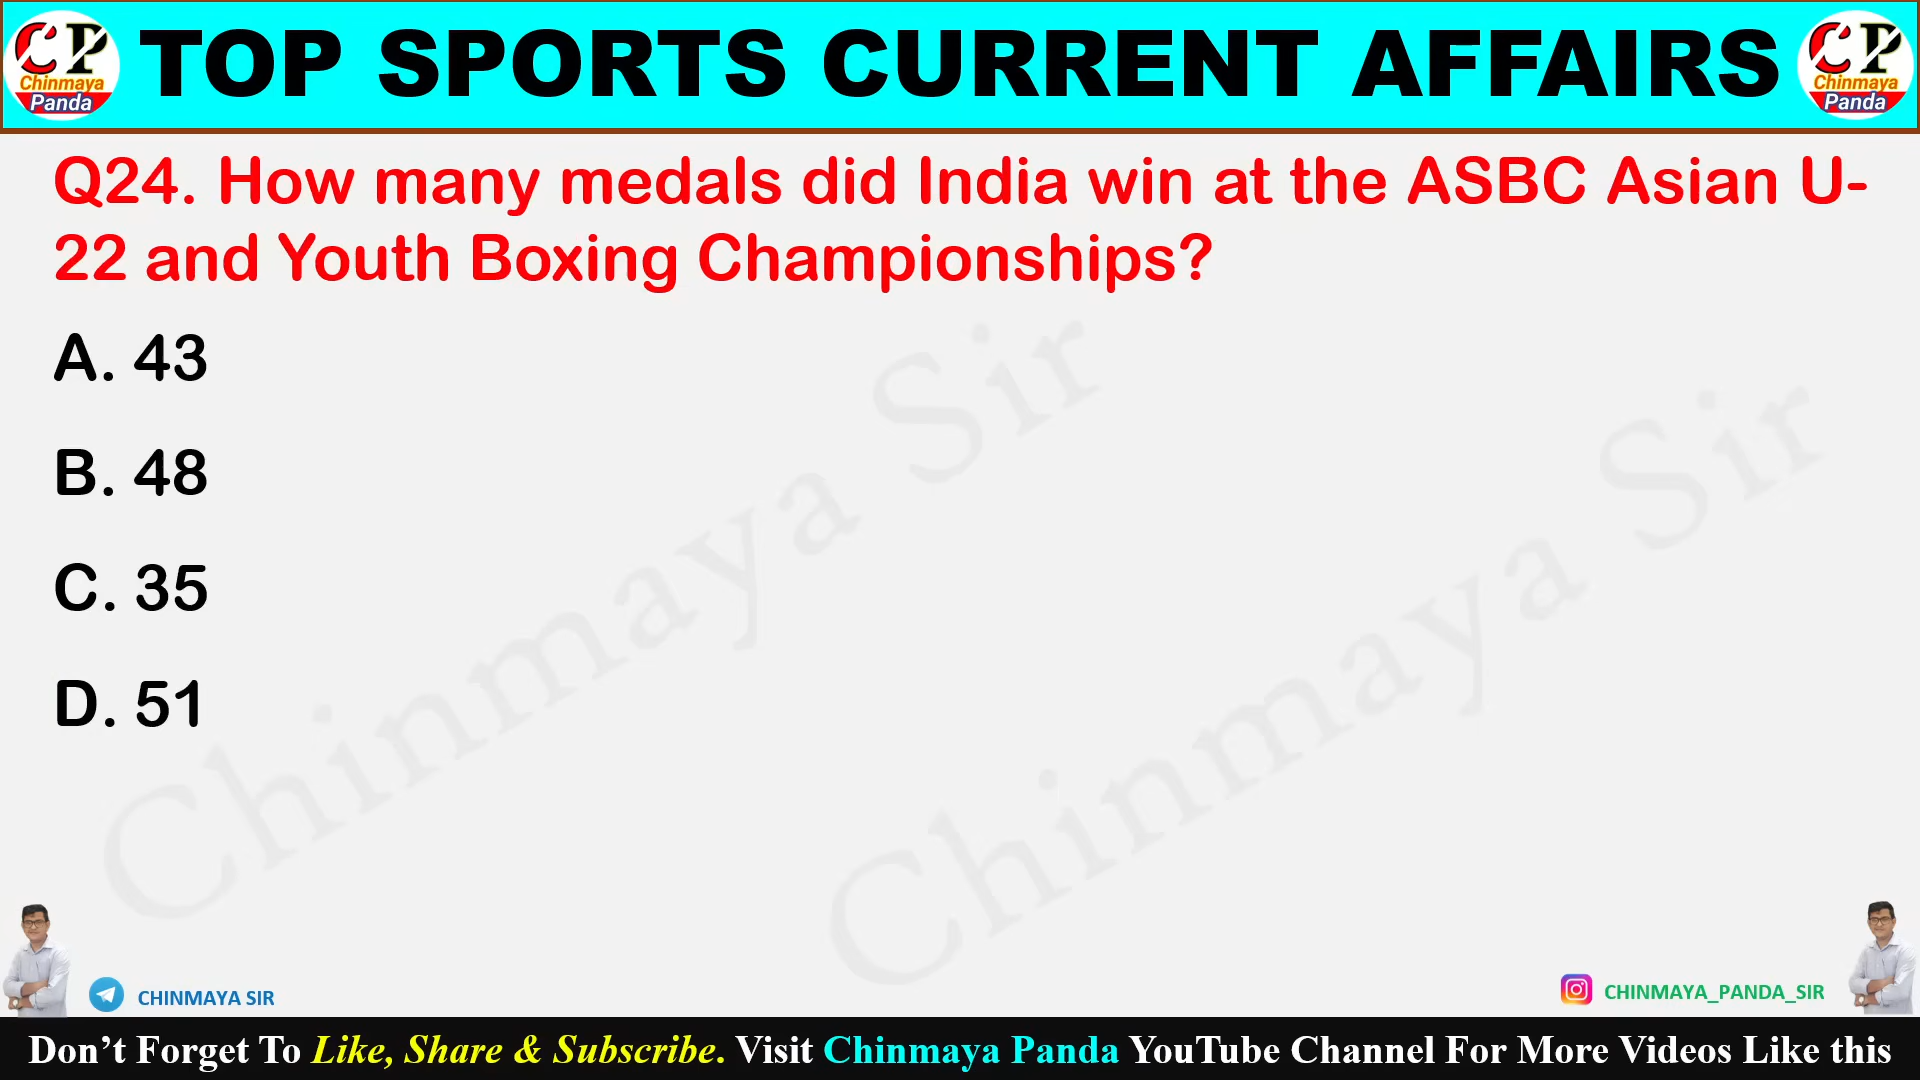 CP
Chinmaya
Panda
TOP SPORTS CURRENT AFFAIRS
CP
Chinmaya
Panda
Q24. How many medals did India win at the ASBC Asian U-
22 and Youth Boxing Championships?
A. 43
B. 48
C. 35
D. 51
Chinmaya Sir
Chinmaya Sir
CHINMAYA SIR
CHINMAYA_PANDA_SIR
Don’t Forget To Like, Share & Subscribe. Visit Chinmaya Panda YouTube Channel For More Videos Like this